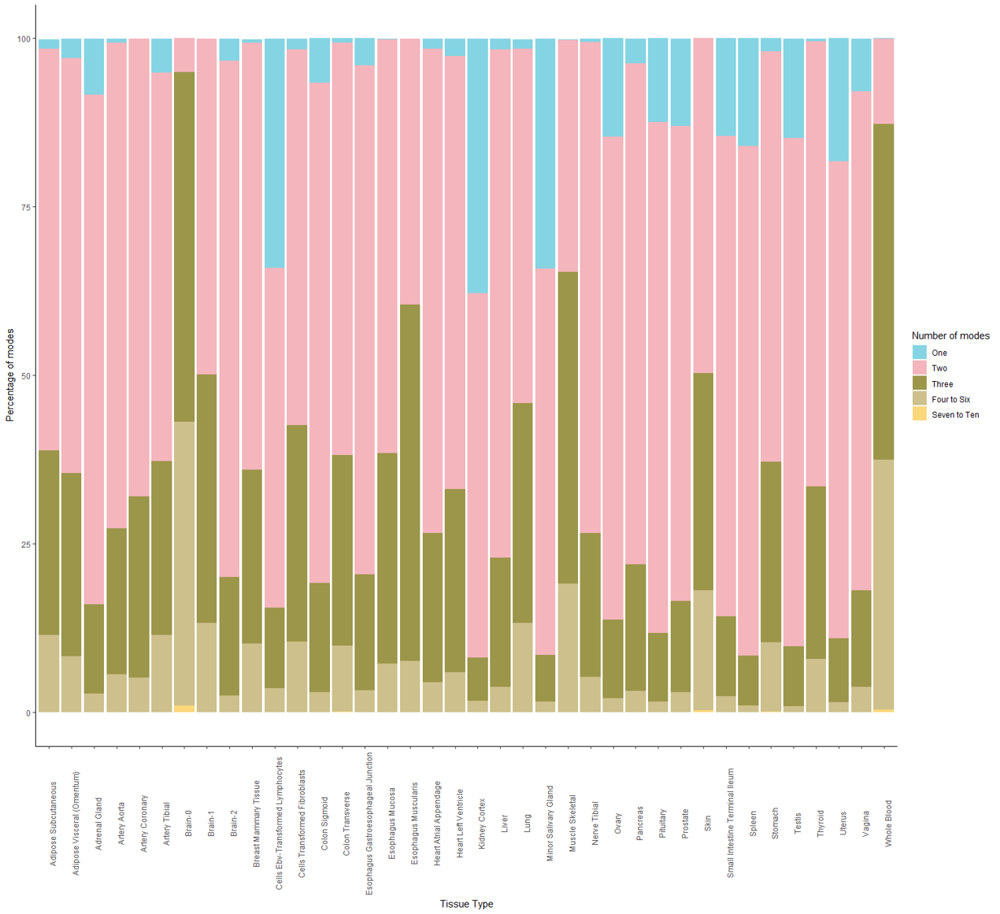 100
75
50
25
0
Percentage of modes
Adipose Subcutaneous
Adipose Visceral (Omentum)
Adrenal Gland
Artery Aorta
Artery Coronary
Artery Tibial
Brain-0
Brain-1
Brain-2
Breast Mammary Tissue
Cells Ebv-Transformed Lymphocytes
Cells Transformed Fibroblasts
Colon Sigmoid
Colon Transverse
Esophagus Gastroesophageal Junction
Esophagus Mucosa
Esophagus Muscularis
Heart Atrial Appendage
Heart Left Ventricle
Kidney Cortex
Liver
Lung
Minor Salivary Gland
Muscle Skeletal
Nerve Tibial
Ovary
Pancreas
Pituitary
Prostate
Skin
Small Intestine Terminal Ileum
Spleen
Stomach
Testis
Thyroid
Uterus
Vagina
Whole Blood
Tissue Type
Number of modes
One
Two
Three
Four to Six
Seven to Ten